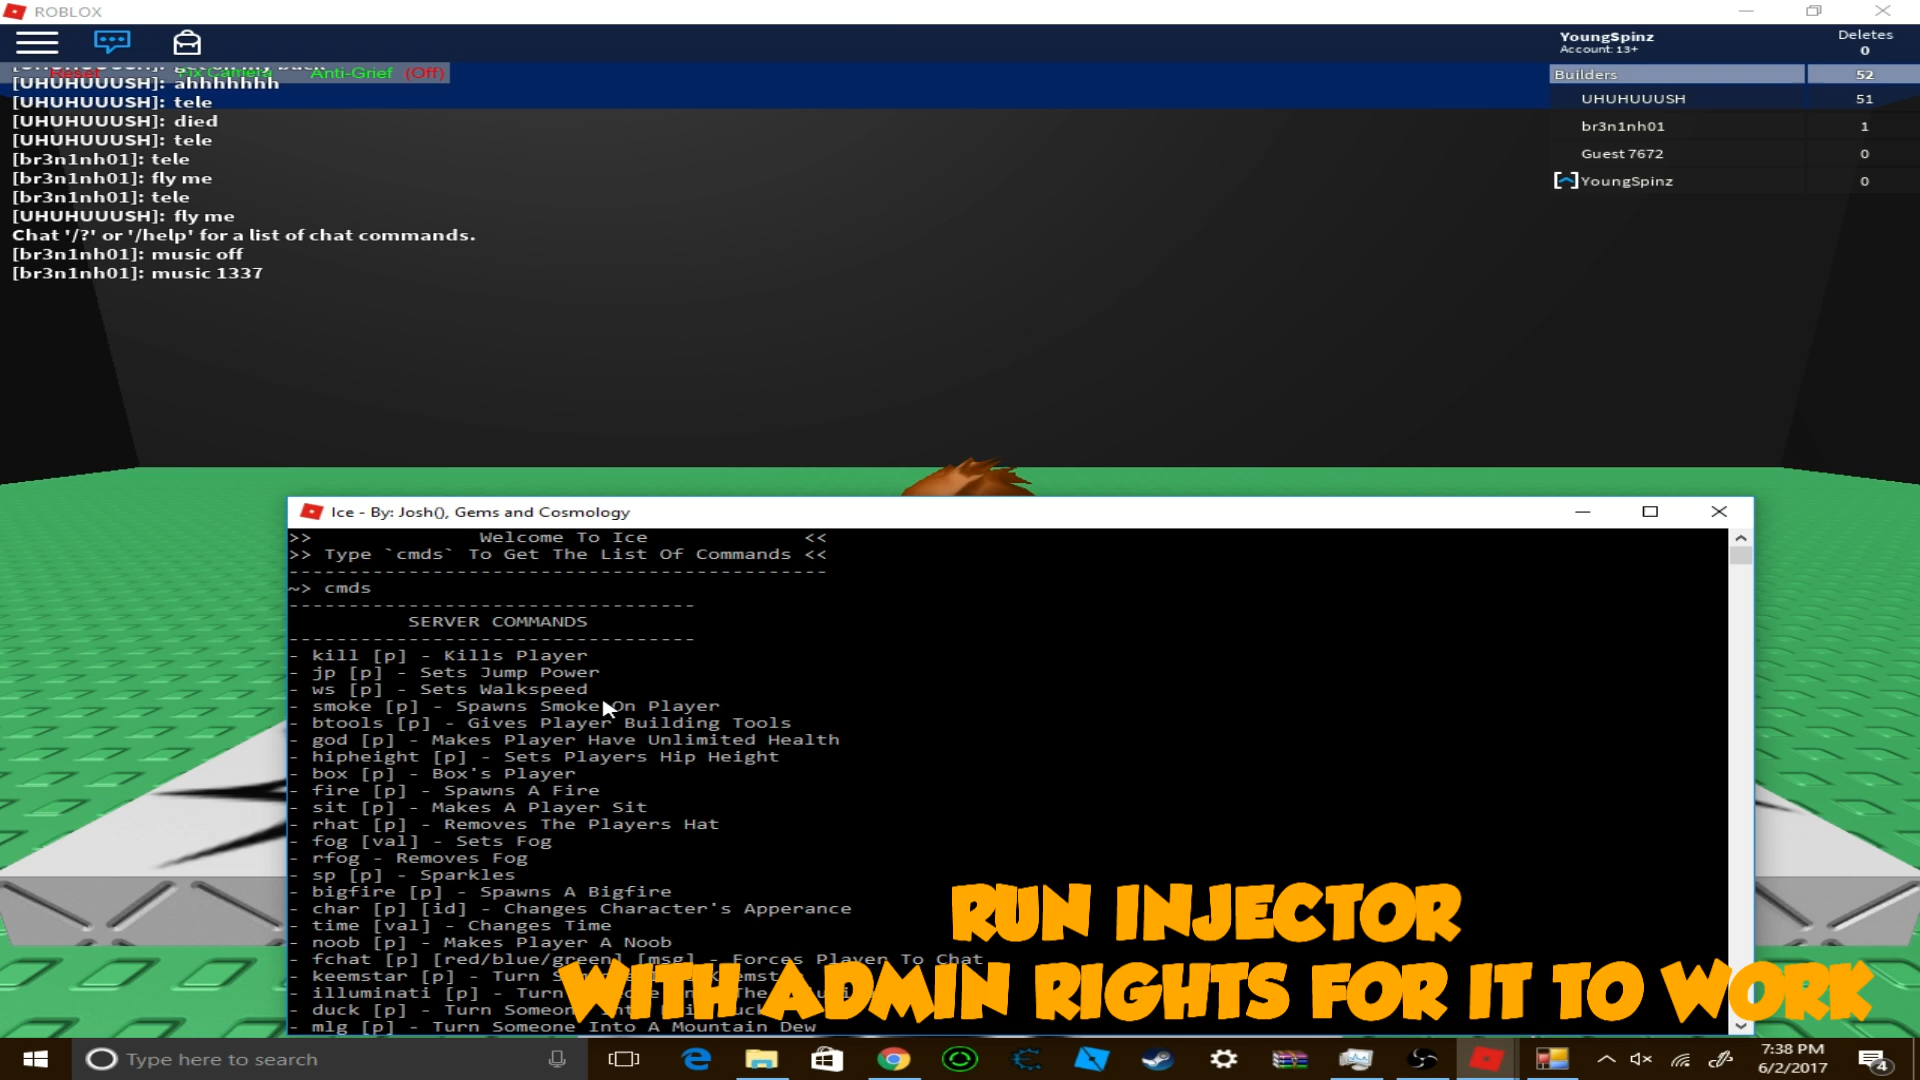 ROBLOX
YoungSpinz
Account: 13+
Deletes
0
Reset
Fix Camera
Anti-Grief
(Off)
[UHUHUUUSH]: ahhhhhhh
[UHUHUUUSH]: tele
[UHUHUUUSH]: died
[UHUHUUUSH]: tele
[br3n1nh01]: tele
[br3n1nh01]: fly me
[br3n1nh01]: tele
[UHUHUUUSH]: fly me
Chat '/?' or '/help' for a list of chat commands.
[br3n1nh01]: music off
[br3n1nh01]: music 1337
Builders 52
UHUHUUUSH 51
br3n1nh01 1
Guest 7672 0
YoungSpinz 0
Ice - By: Josh(), Gems and Cosmology
>> Welcome To Ice <<
>> Type `cmds` To Get The List Of Commands <<
---------------------------------------------
~> cmds
----------------------------------
SERVER COMMANDS
----------------------------------
- kill [p] - Kills Player
- jp [p] - Sets Jump Power
- ws [p] - Sets Walkspeed
- smoke [p] - Spawns Smoke On Player
- btools [p] - Gives Player Building Tools
- god [p] - Makes Player Have Unlimited Health
- hipheight [p] - Sets Players Hip Height
- box [p] - Box's Player
- fire [p] - Spawns A Fire
- sit [p] - Makes A Player Sit
- rhat [p] - Removes The Players Hat
- fog [val] - Sets Fog
- rfog - Removes Fog
- sp [p] - Sparkles
- bigfire [p] - Spawns A Bigfire
- char [p] [id] - Changes Character's Apperance
- time [val] - Changes Time
- noob [p] - Makes Player A Noob
- fchat [p] [red/blue/green] [msg] - Forces Player To Chat
- keemstar [p] - Turn
- illuminati [p] - Turn
- duck [p] - Turn Someone
- mlg [p] - Turn Someone Into A Mountain Dew
RUN INJECTOR
WITH ADMIN RIGHTS FOR IT TO WORK
Type here to search
7:38 PM
6/2/2017
4